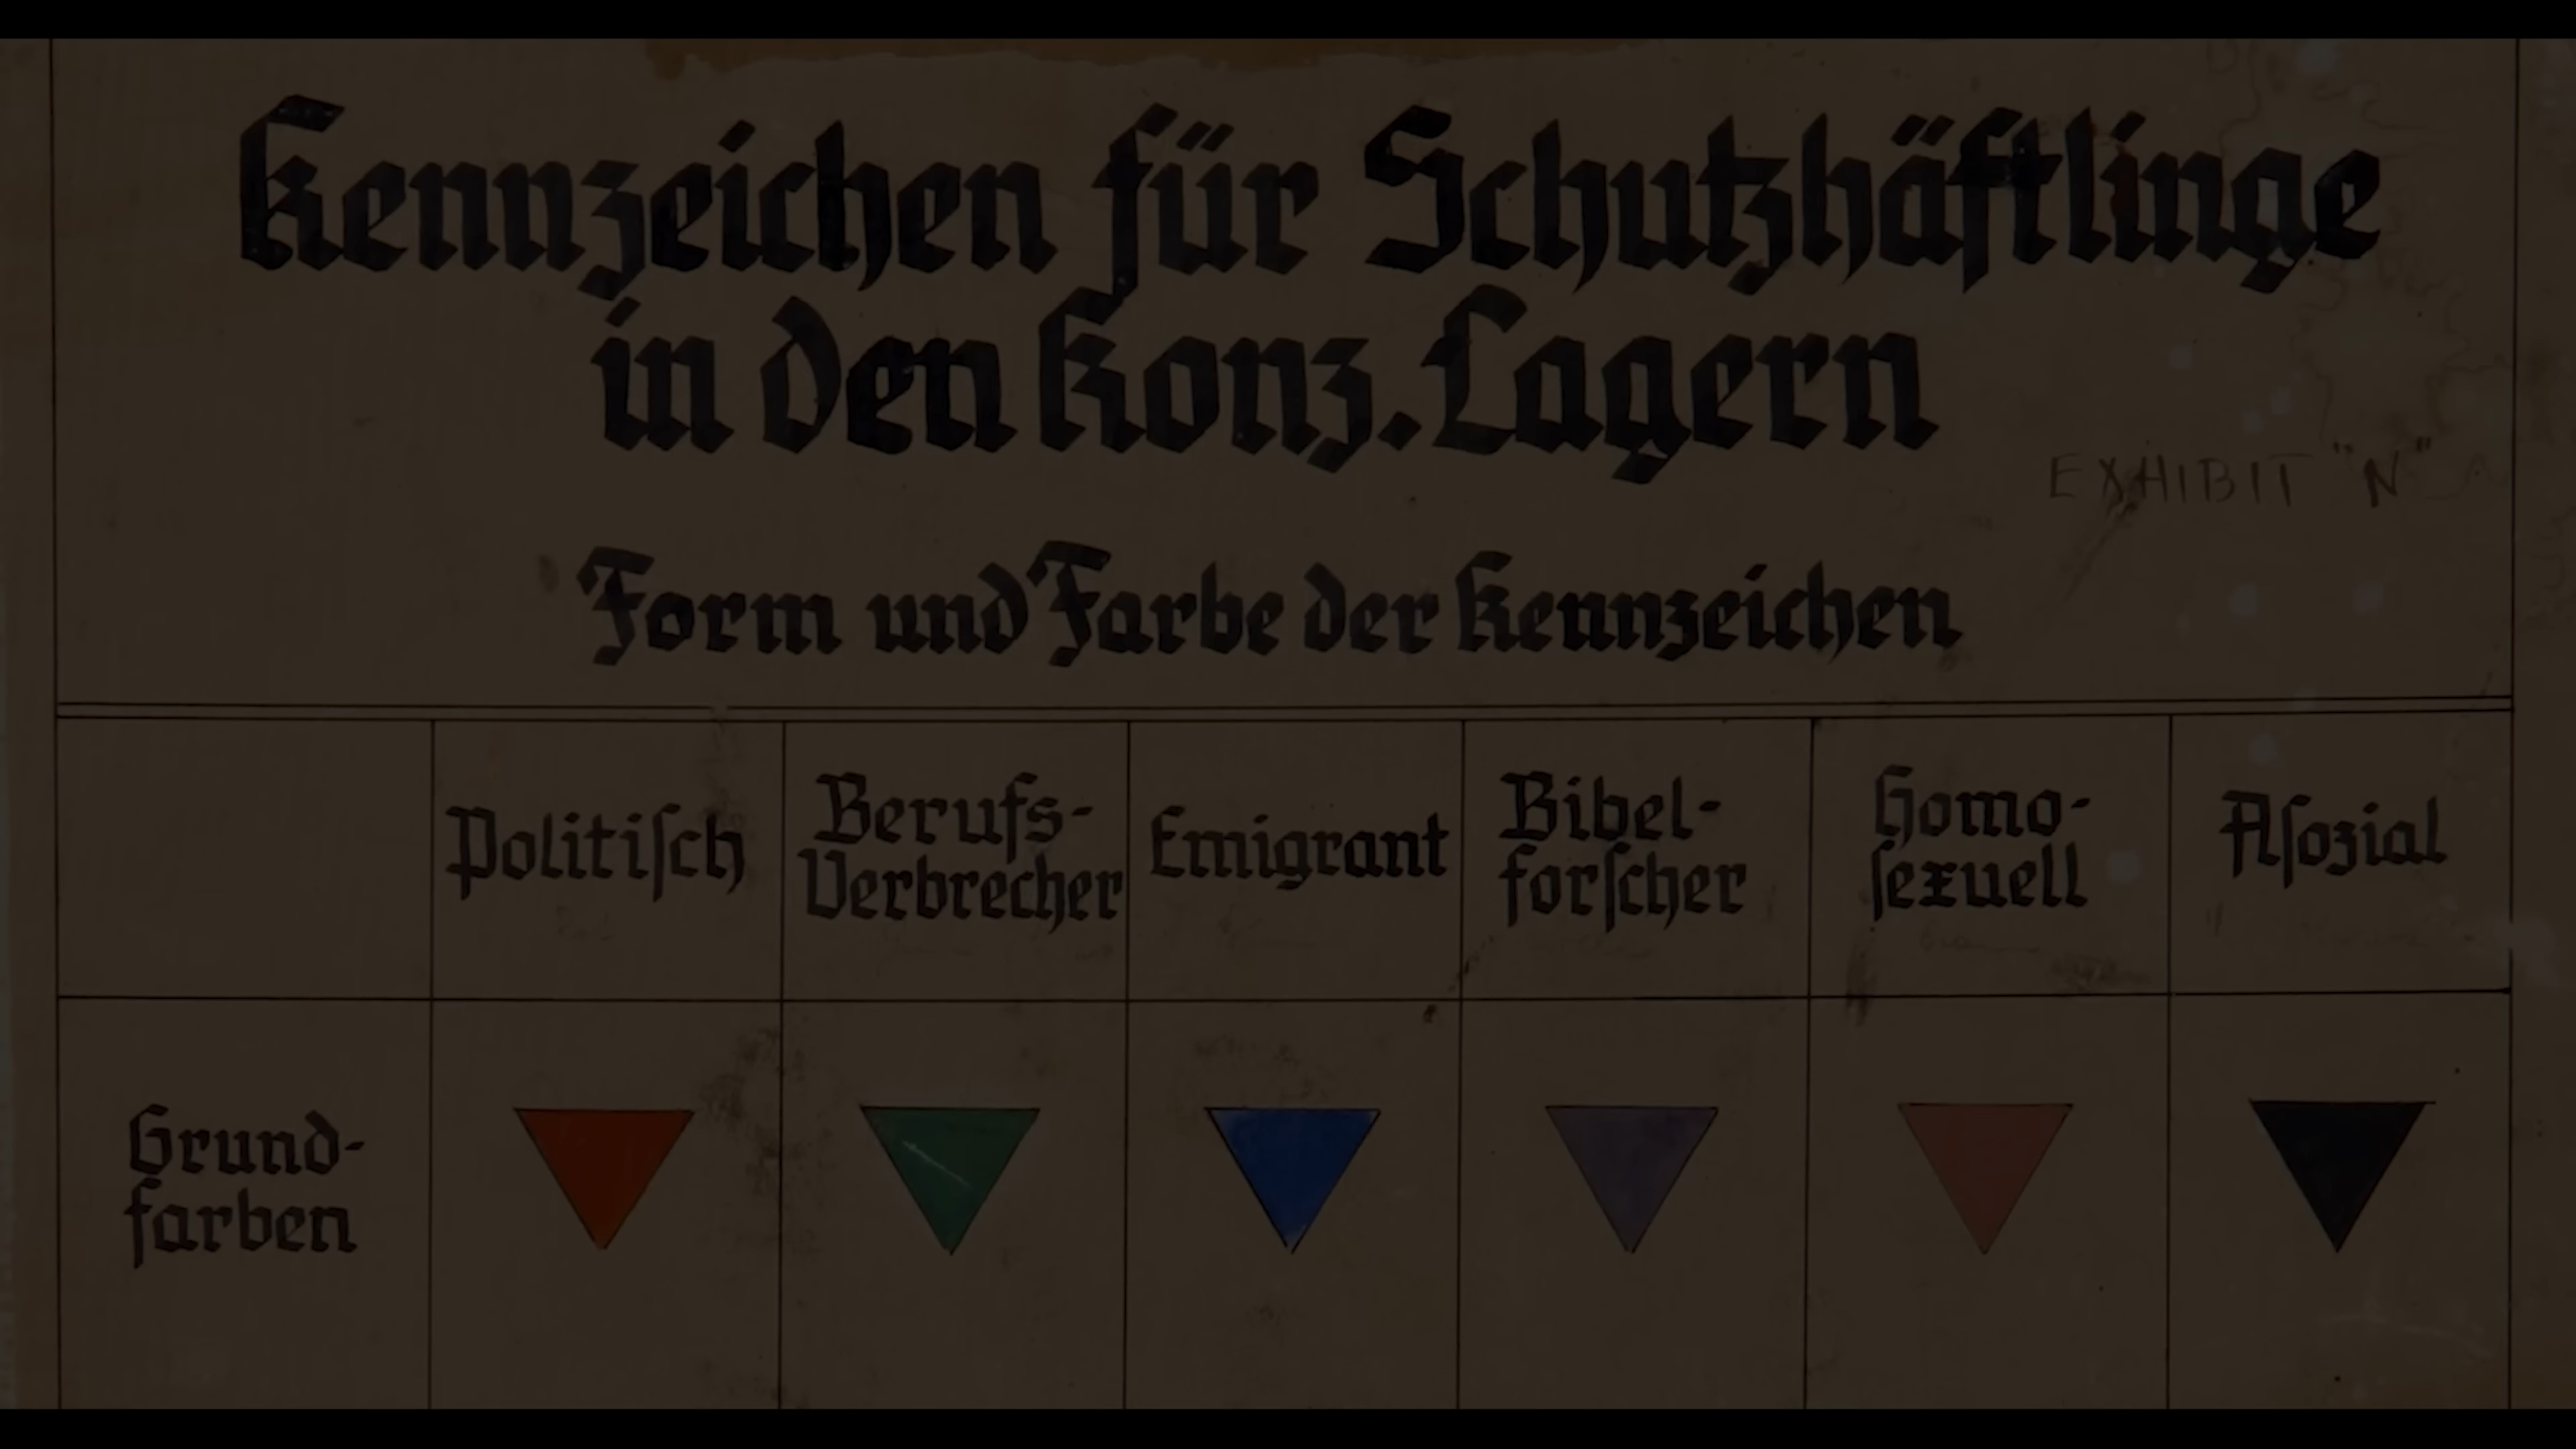 Kennzeichen für Schutzhäftlinge
in den Konz.Lagern
EXHIBIT "N"
Form und Farbe der Kennzeichen
Politiſch
Berufs-
Verbrecher
Emigrant
Bibel-
forſcher
Homo-
ſexuell
Aſozial
Grund-
farben